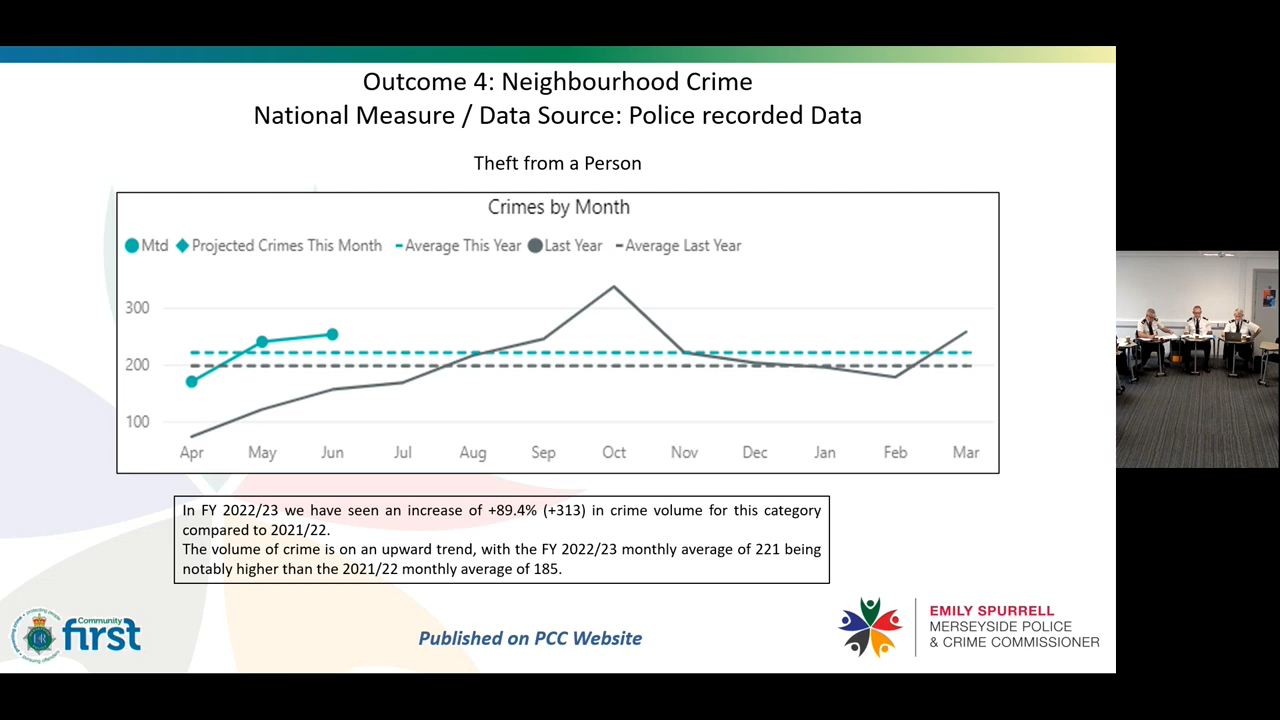 Outcome 4: Neighbourhood Crime
National Measure / Data Source: Police recorded Data
Theft from a Person
Crimes by Month
Mtd Projected Crimes This Month Average This Year Last Year Average Last Year
300
200
100
Apr May Jun Jul Aug Sep Oct Nov Dec Jan Feb Mar
In FY 2022/23 we have seen an increase of +89.4% (+313) in crime volume for this category
compared to 2021/22.
The volume of crime is on an upward trend, with the FY 2022/23 monthly average of 221 being
notably higher than the 2021/22 monthly average of 185.
Community
first
Published on PCC Website
EMILY SPURRELL
MERSEYSIDE POLICE
& CRIME COMMISSIONER